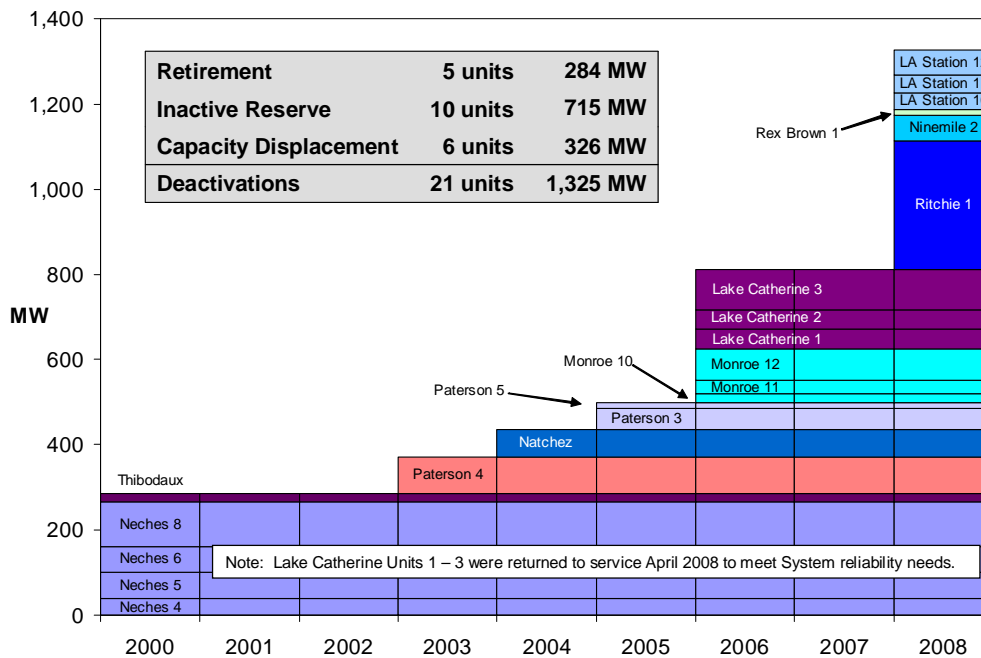 1,400
1,200
1,000
800
MW
600
400
200
0
Retirement 5 units 284 MW
Inactive Reserve 10 units 715 MW
Capacity Displacement 6 units 326 MW
Deactivations 21 units 1,325 MW
LA Station 1
LA Station 1
LA Station 1
Rex Brown 1
Ninemile 2
Ritchie 1
Lake Catherine 3
Lake Catherine 2
Lake Catherine 1
Monroe 10
Monroe 12
Monroe 11
Paterson 5
Paterson 3
Natchez
Thibodaux
Paterson 4
Neches 8
Neches 6
Neches 5
Neches 4
Note: Lake Catherine Units 1 – 3 were returned to service April 2008 to meet System reliability needs.
2000 2001 2002 2003 2004 2005 2006 2007 2008